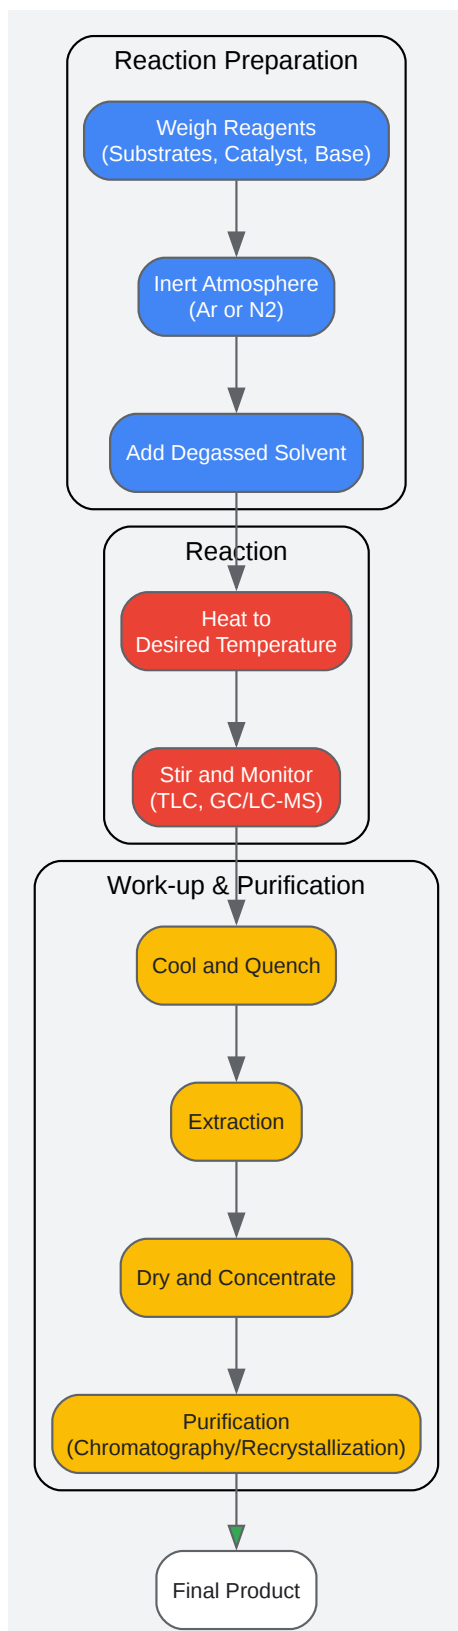 Reaction Preparation
Weigh Reagents
(Substrates, Catalyst, Base)
Inert Atmosphere
(Ar or N2)
Add Degassed Solvent
Reaction
Heat to
Desired Temperature
Stir and Monitor
(TLC, GC/LC-MS)
Work-up & Purification
Cool and Quench
Extraction
Dry and Concentrate
Purification
(Chromatography/Recrystallization)
Final Product